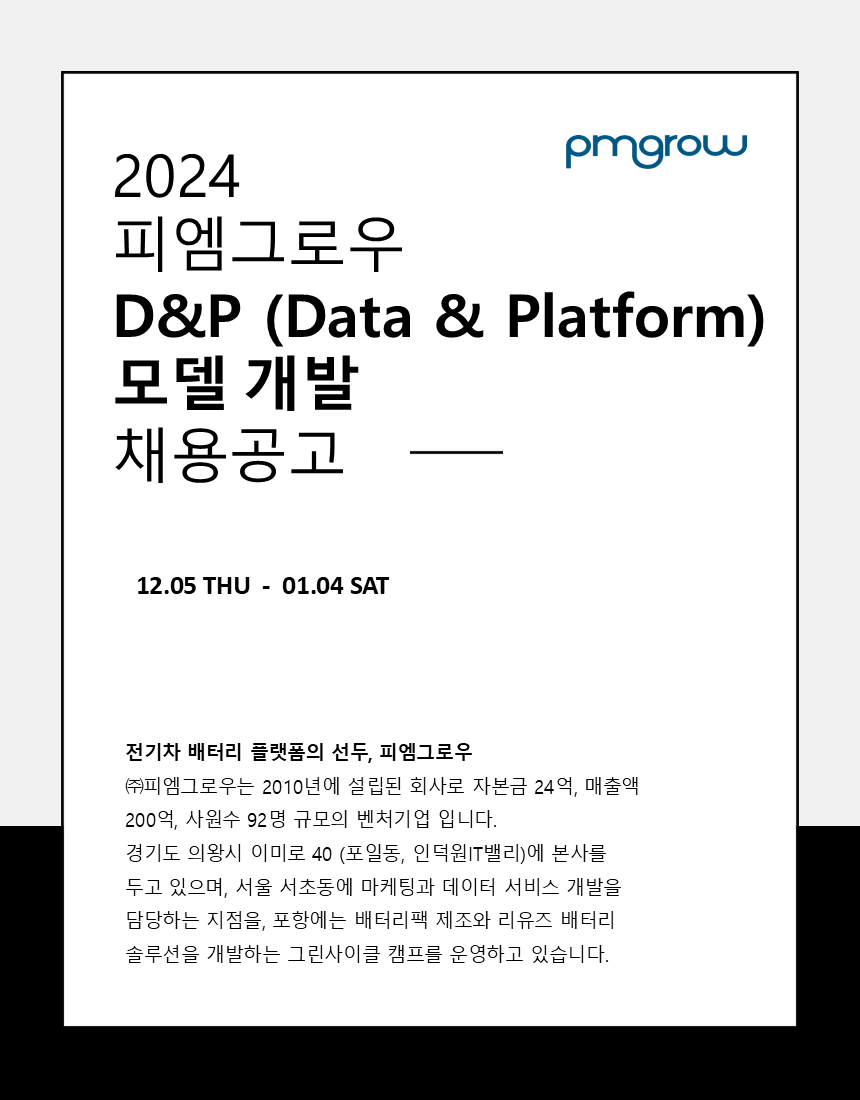 pmgrow
2024
피엠그로우
D&P (Data & Platform)
모델 개발
채용공고
12.05 THU - 01.04 SAT
전기차 배터리 플랫폼의 선두, 피엠그로우
㈜피엠그로우는 2010년에 설립된 회사로 자본금 24억, 매출액
200억, 사원수 92명 규모의 벤처기업 입니다.
경기도 의왕시 이미로 40 (포일동, 인덕원IT밸리)에 본사를
두고 있으며, 서울 서초동에 마케팅과 데이터 서비스 개발을
담당하는 지점을, 포항에는 배터리팩 제조와 리유즈 배터리
솔루션을 개발하는 그린사이클 캠프를 운영하고 있습니다.